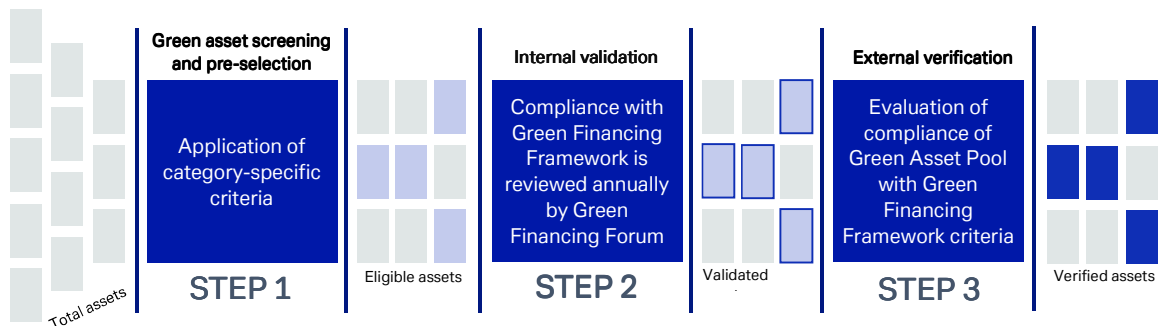 Total assets
Green asset screening
and pre-selection
Application of
category-specific
criteria
STEP 1
Eligible assets
Internal validation
Compliance with
Green Financing
Framework is
reviewed annually
by Green
Financing Forum
STEP 2
Validated
External verification
Evaluation of
compliance of
Green Asset Pool
with Green
Financing
Framework criteria
STEP 3
Verified assets